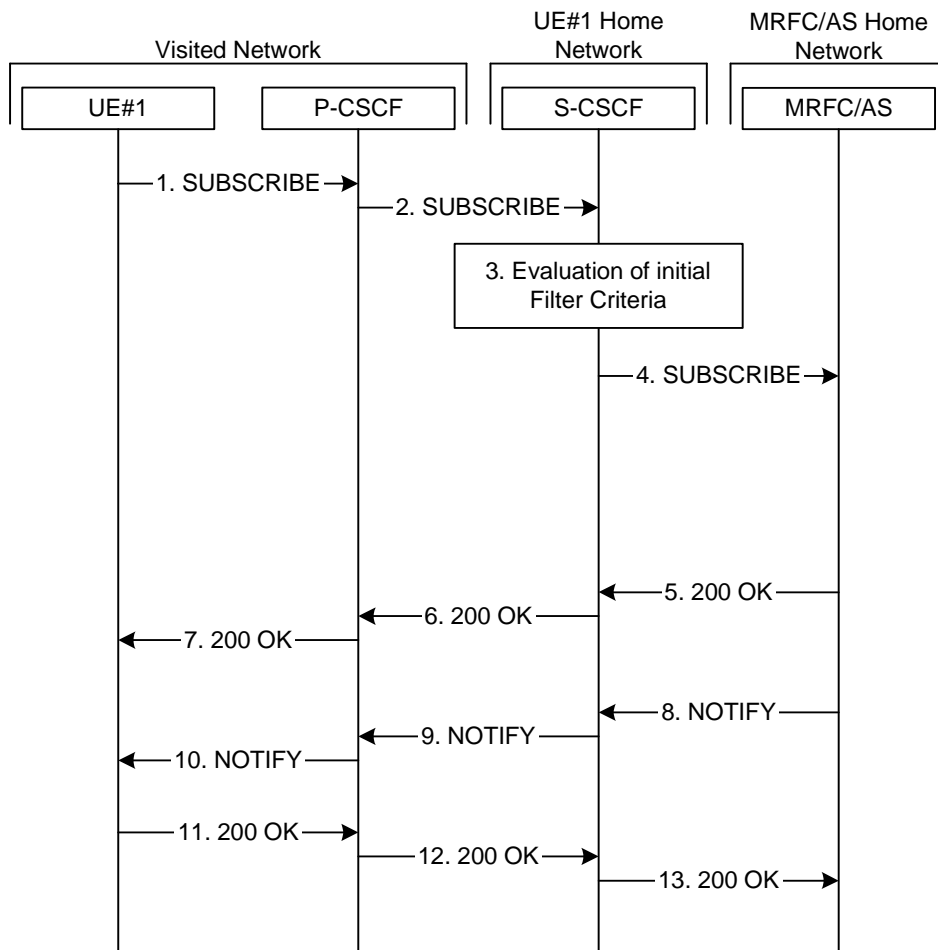 Visited Network
UE#1 Home
Network
MRFC/AS Home
Network
UE#1
P-CSCF
S-CSCF
MRFC/AS
1. SUBSCRIBE
2. SUBSCRIBE
3. Evaluation of initial
Filter Criteria
4. SUBSCRIBE
5. 200 OK
6. 200 OK
7. 200 OK
8. NOTIFY
9. NOTIFY
10. NOTIFY
11. 200 OK
12. 200 OK
13. 200 OK